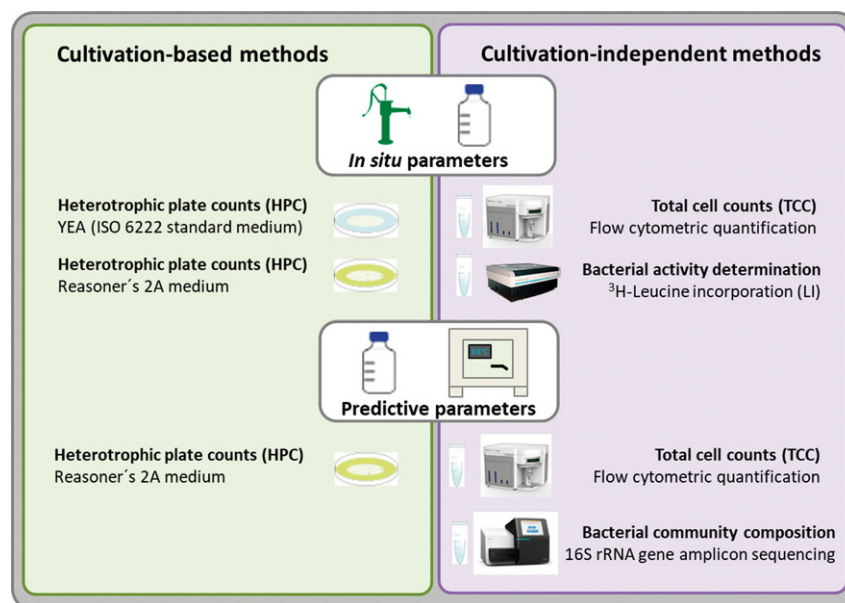 Cultivation-based methods
Cultivation-independent methods
In situ parameters
Heterotrophic plate counts (HPC)
YEA (ISO 6222 standard medium)
Heterotrophic plate counts (HPC)
Reasoner´s 2A medium
Total cell counts (TCC)
Flow cytometric quantification
Bacterial activity determination
³H-Leucine incorporation (LI)
Predictive parameters
Heterotrophic plate counts (HPC)
Reasoner´s 2A medium
Total cell counts (TCC)
Flow cytometric quantification
Bacterial community composition
16S rRNA gene amplicon sequencing